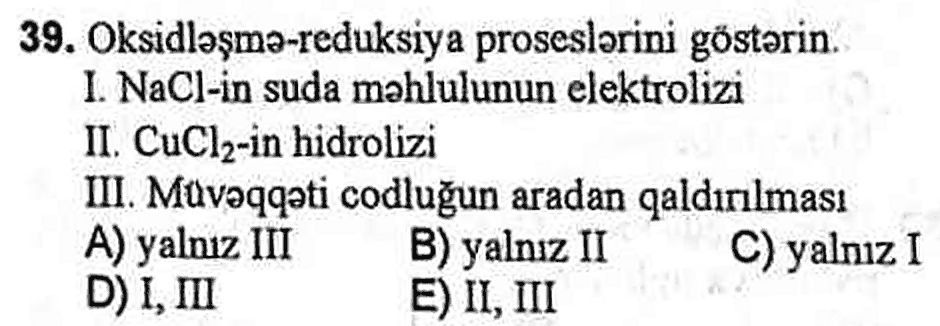 39. Oksidləşmə-reduksiya proseslərini göstərin.
I. NaCl-in suda məhlulunun elektrolizi
II. CuCl₂-in hidrolizi
III. Müvəqqəti codluğun aradan qaldırılması
A) yalnız III B) yalnız II C) yalnız I
D) I, III E) II, III